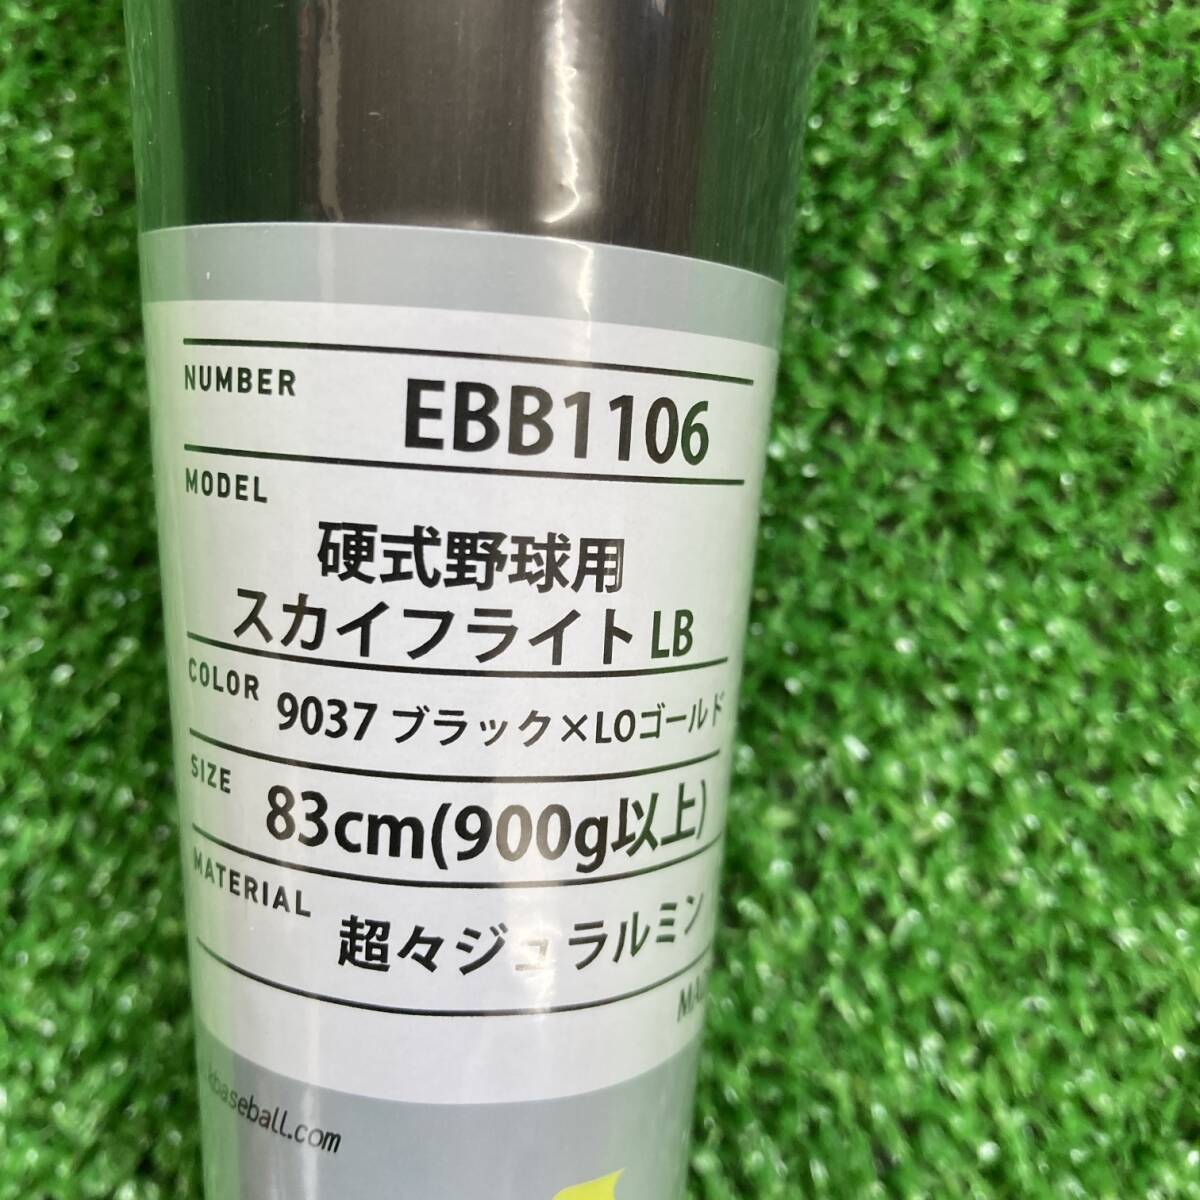 NUMBER
EBB1106
MODEL
硬式野球用
スカイフライト LB
COLOR
9037 ブラック×LOゴールド
SIZE
83cm(900g以上)
MATERIAL
超々ジュラルミン